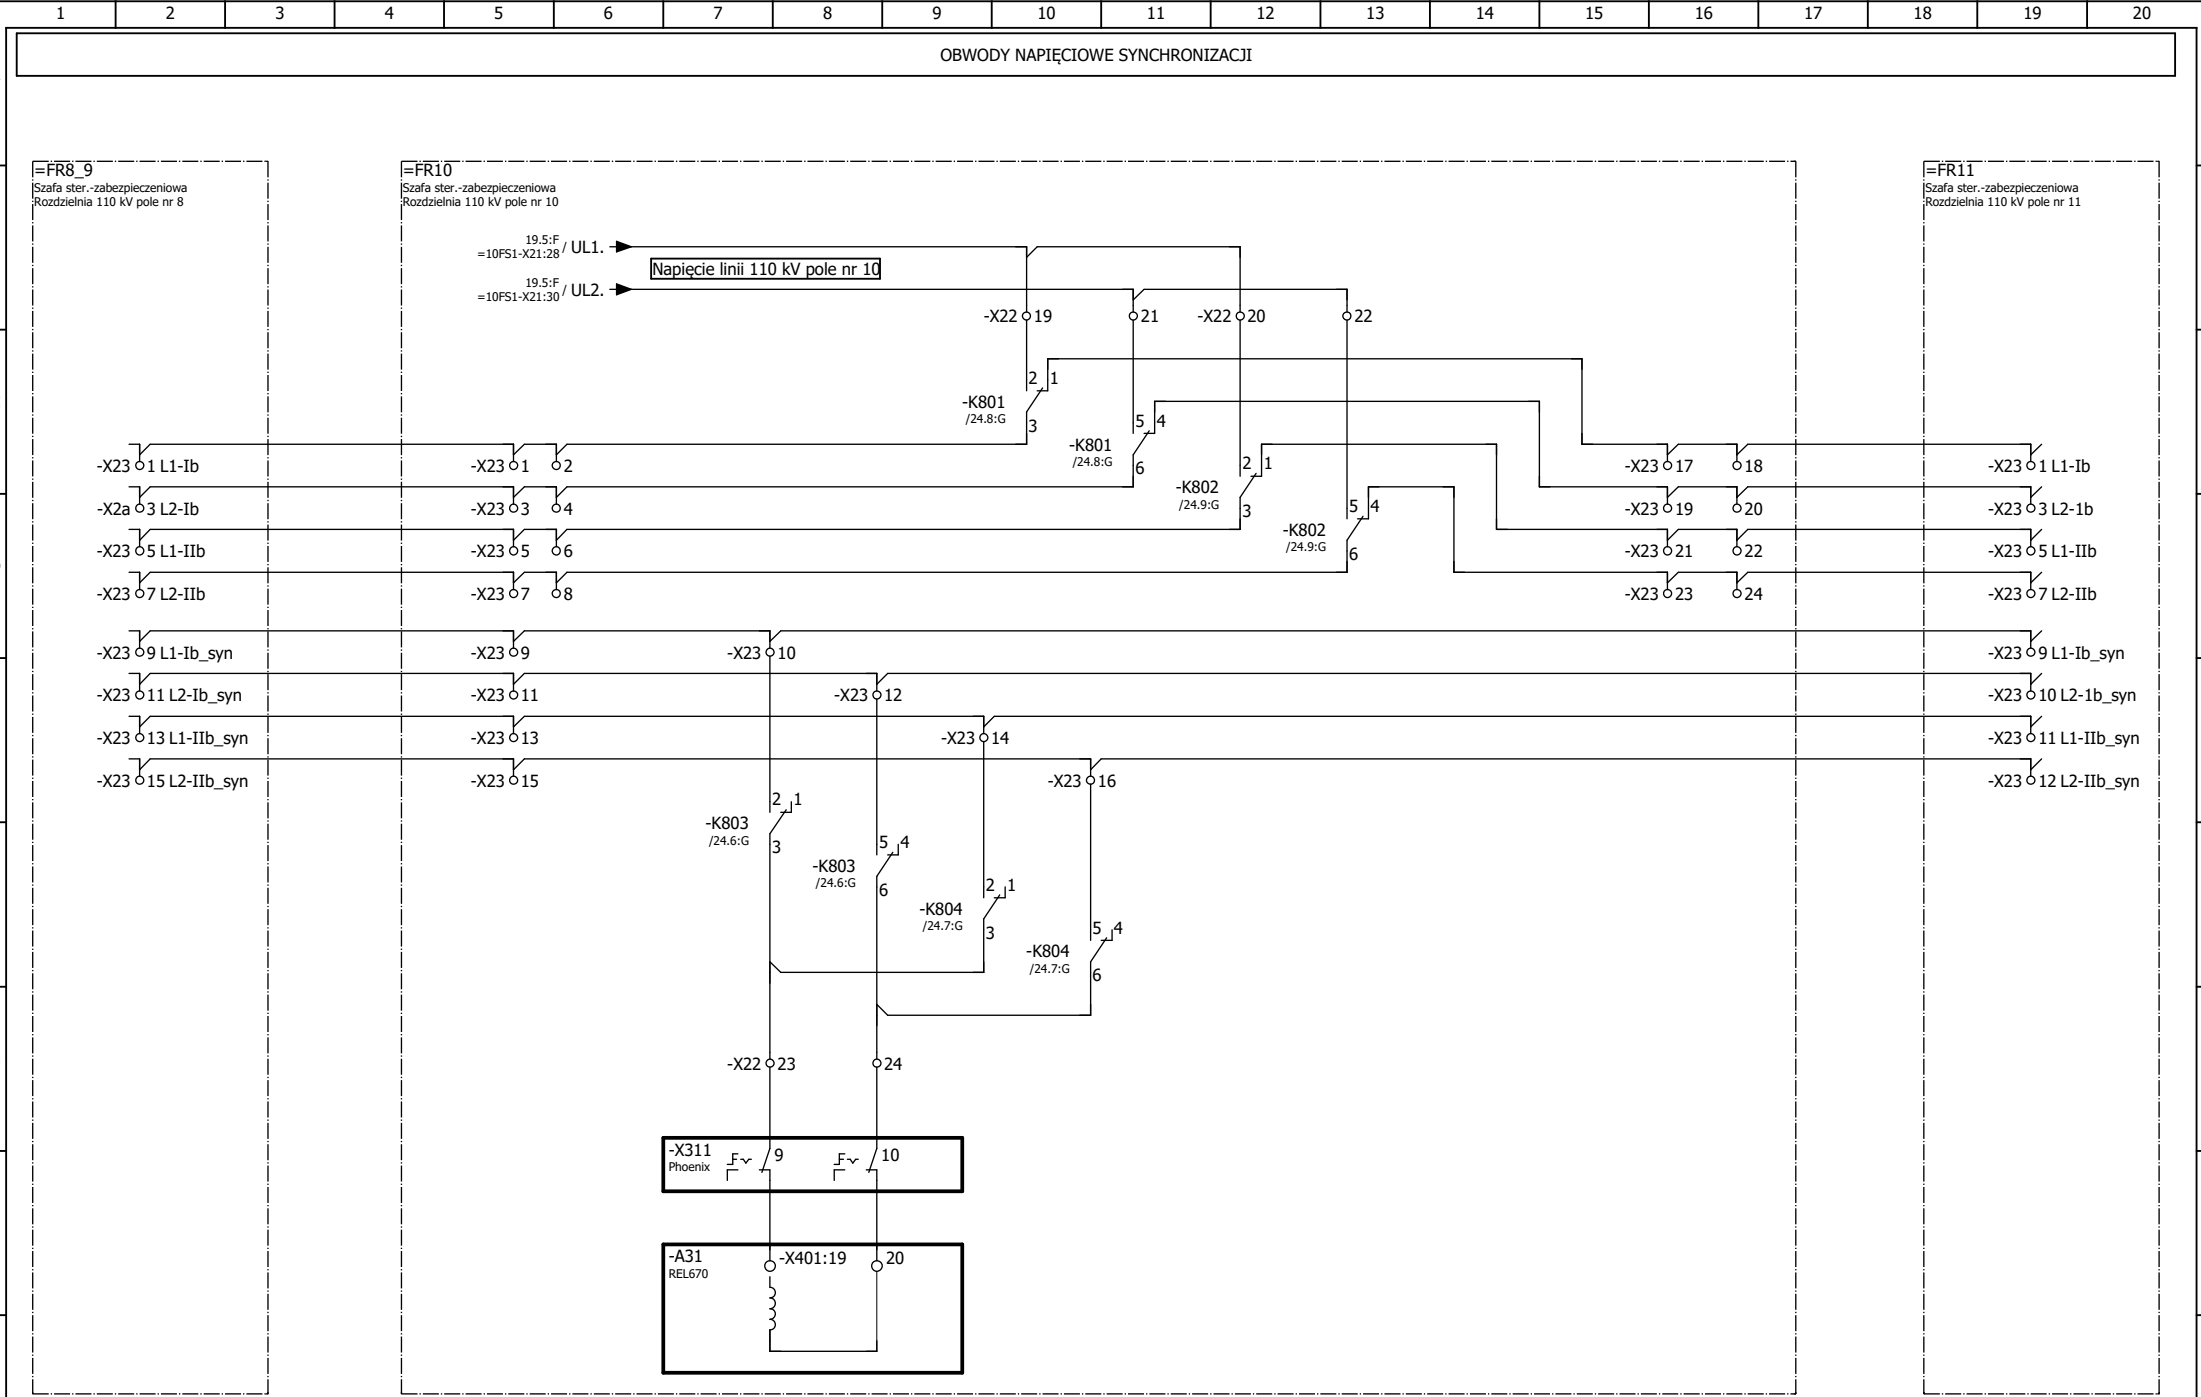 1 2 3 4 5 6 7 8 9 10 11 12 13 14 15 16 17 18 19 20
OBWODY NAPIĘCIOWE SYNCHRONIZACJI
=FR8_9
Szafa ster.-zabezpieczeniowa
Rozdzielnia 110 kV pole nr 8
=FR10
Szafa ster.-zabezpieczeniowa
Rozdzielnia 110 kV pole nr 10
=FR11
Szafa ster.-zabezpieczeniowa
Rozdzielnia 110 kV pole nr 11
19.5:F
=10FS1-X21:28 / UL1.
Napięcie linii 110 kV pole nr 10
19.5:F
=10FS1-X21:30 / UL2.
-X22 19 21 -X22 20 22
2 1
-K801
/24.8:G
3
5 4
-K801
/24.8:G
6
2 1
-K802
/24.9:G
3
5 4
-K802
/24.9:G
6
-X23 1 L1-Ib -X23 1 2 -X23 17 18 -X23 1 L1-Ib
-X2a 3 L2-Ib -X23 3 4 -X23 19 20 -X23 3 L2-1b
-X23 5 L1-IIb -X23 5 6 -X23 21 22 -X23 5 L1-IIb
-X23 7 L2-IIb -X23 7 8 -X23 23 24 -X23 7 L2-IIb
-X23 9 L1-Ib_syn -X23 9 -X23 10 -X23 9 L1-Ib_syn
-X23 11 L2-Ib_syn -X23 11 -X23 12 -X23 10 L2-1b_syn
-X23 13 L1-IIb_syn -X23 13 -X23 14 -X23 11 L1-IIb_syn
-X23 15 L2-IIb_syn -X23 15 -X23 16 -X23 12 L2-IIb_syn
2 1
-K803
/24.6:G
3
5 4
-K803
/24.6:G
6
2 1
-K804
/24.7:G
3
5 4
-K804
/24.7:G
6
-X22 23 24
-X311
Phoenix
9 10
-A31
REL670
-X401:19 20